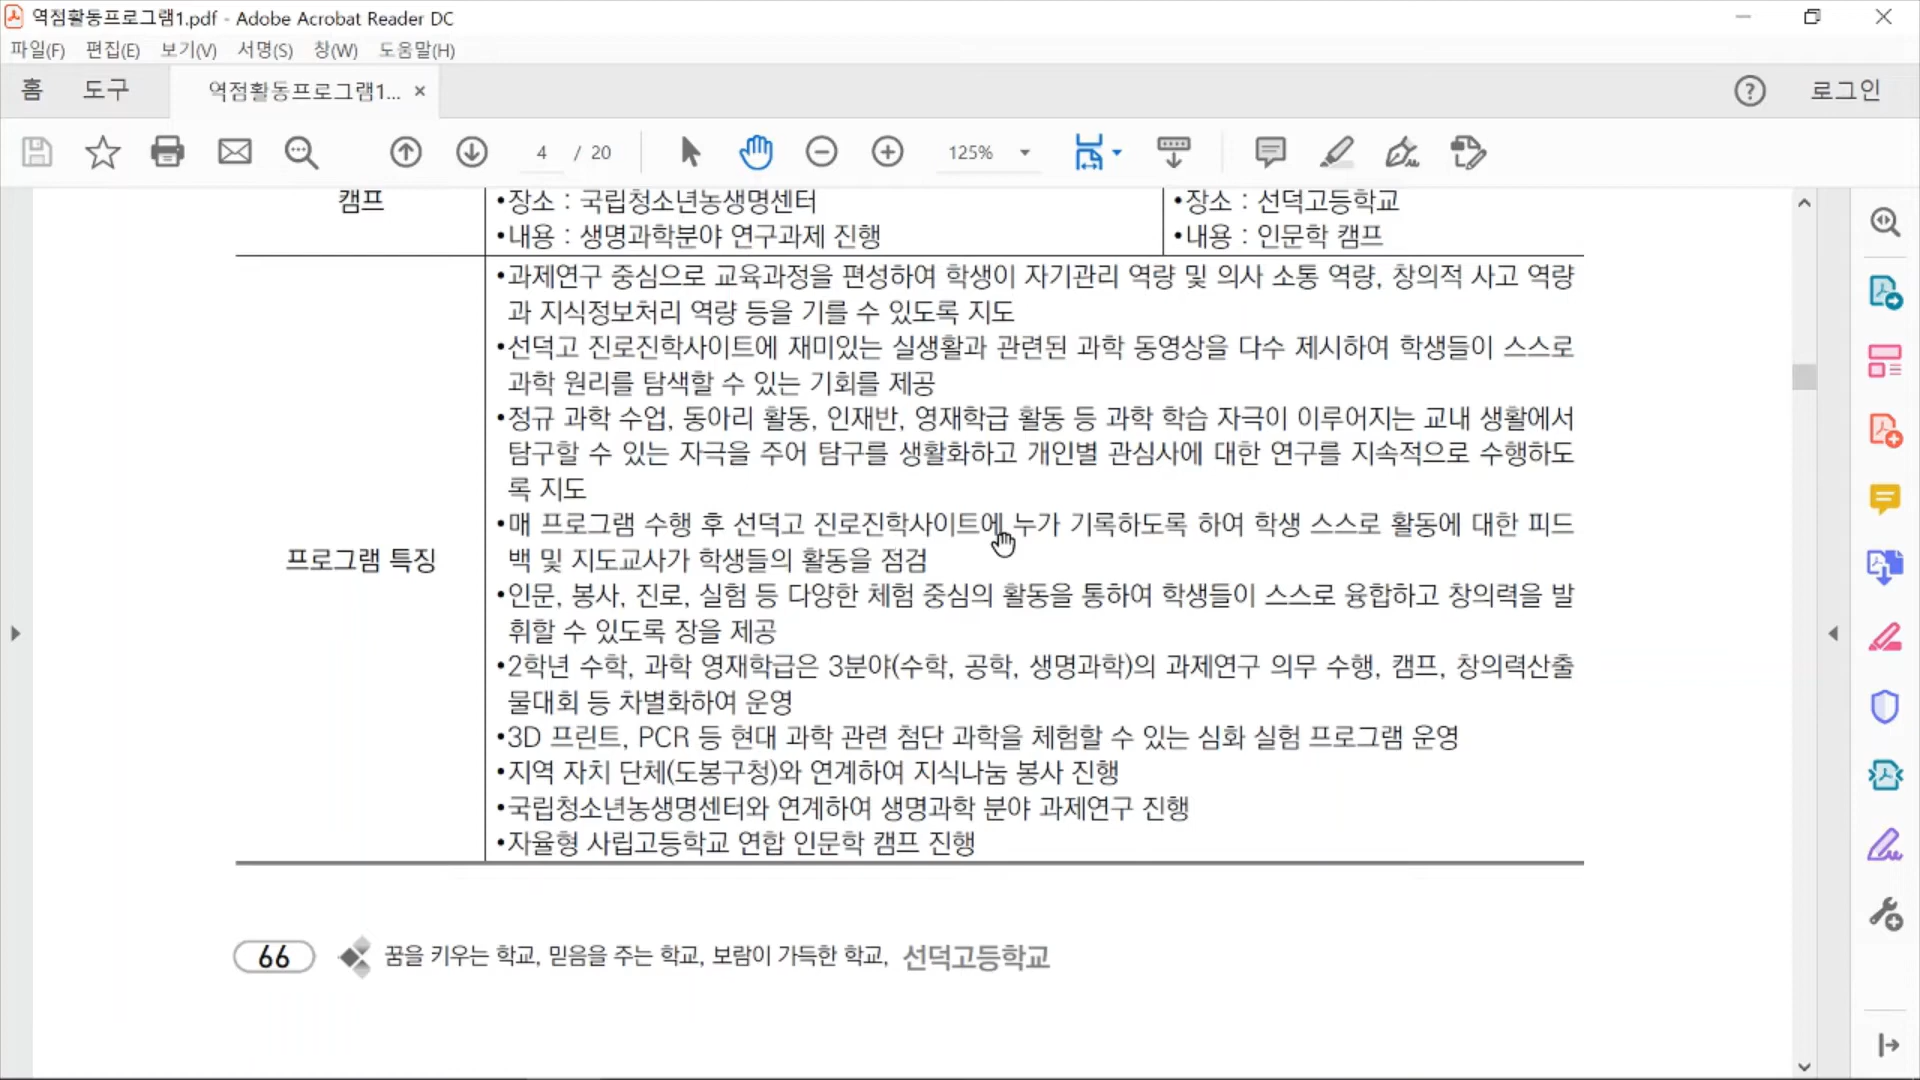 역점활동프로그램1.pdf - Adobe Acrobat Reader DC
파일(F) 편집(E) 보기(V) 서명(S) 창(W) 도움말(H)
홈 도구 역점활동프로그램1... × 로그인
4 / 20 125%
캠프
•장소 : 국립청소년농생명센터
•내용 : 생명과학분야 연구과제 진행
•장소 : 선덕고등학교
•내용 : 인문학 캠프
프로그램 특징
•과제연구 중심으로 교육과정을 편성하여 학생이 자기관리 역량 및 의사 소통 역량, 창의적 사고 역량
과 지식정보처리 역량 등을 기를 수 있도록 지도
•선덕고 진로진학사이트에 재미있는 실생활과 관련된 과학 동영상을 다수 제시하여 학생들이 스스로
과학 원리를 탐색할 수 있는 기회를 제공
•정규 과학 수업, 동아리 활동, 인재반, 영재학급 활동 등 과학 학습 자극이 이루어지는 교내 생활에서
탐구할 수 있는 자극을 주어 탐구를 생활화하고 개인별 관심사에 대한 연구를 지속적으로 수행하도
록 지도
•매 프로그램 수행 후 선덕고 진로진학사이트에 누가 기록하도록 하여 학생 스스로 활동에 대한 피드
백 및 지도교사가 학생들의 활동을 점검
•인문, 봉사, 진로, 실험 등 다양한 체험 중심의 활동을 통하여 학생들이 스스로 융합하고 창의력을 발
휘할 수 있도록 장을 제공
•2학년 수학, 과학 영재학급은 3분야(수학, 공학, 생명과학)의 과제연구 의무 수행, 캠프, 창의력산출
물대회 등 차별화하여 운영
•3D 프린트, PCR 등 현대 과학 관련 첨단 과학을 체험할 수 있는 심화 실험 프로그램 운영
•지역 자치 단체(도봉구청)와 연계하여 지식나눔 봉사 진행
•국립청소년농생명센터와 연계하여 생명과학 분야 과제연구 진행
•자율형 사립고등학교 연합 인문학 캠프 진행
66 꿈을 키우는 학교, 믿음을 주는 학교, 보람이 가득한 학교, 선덕고등학교